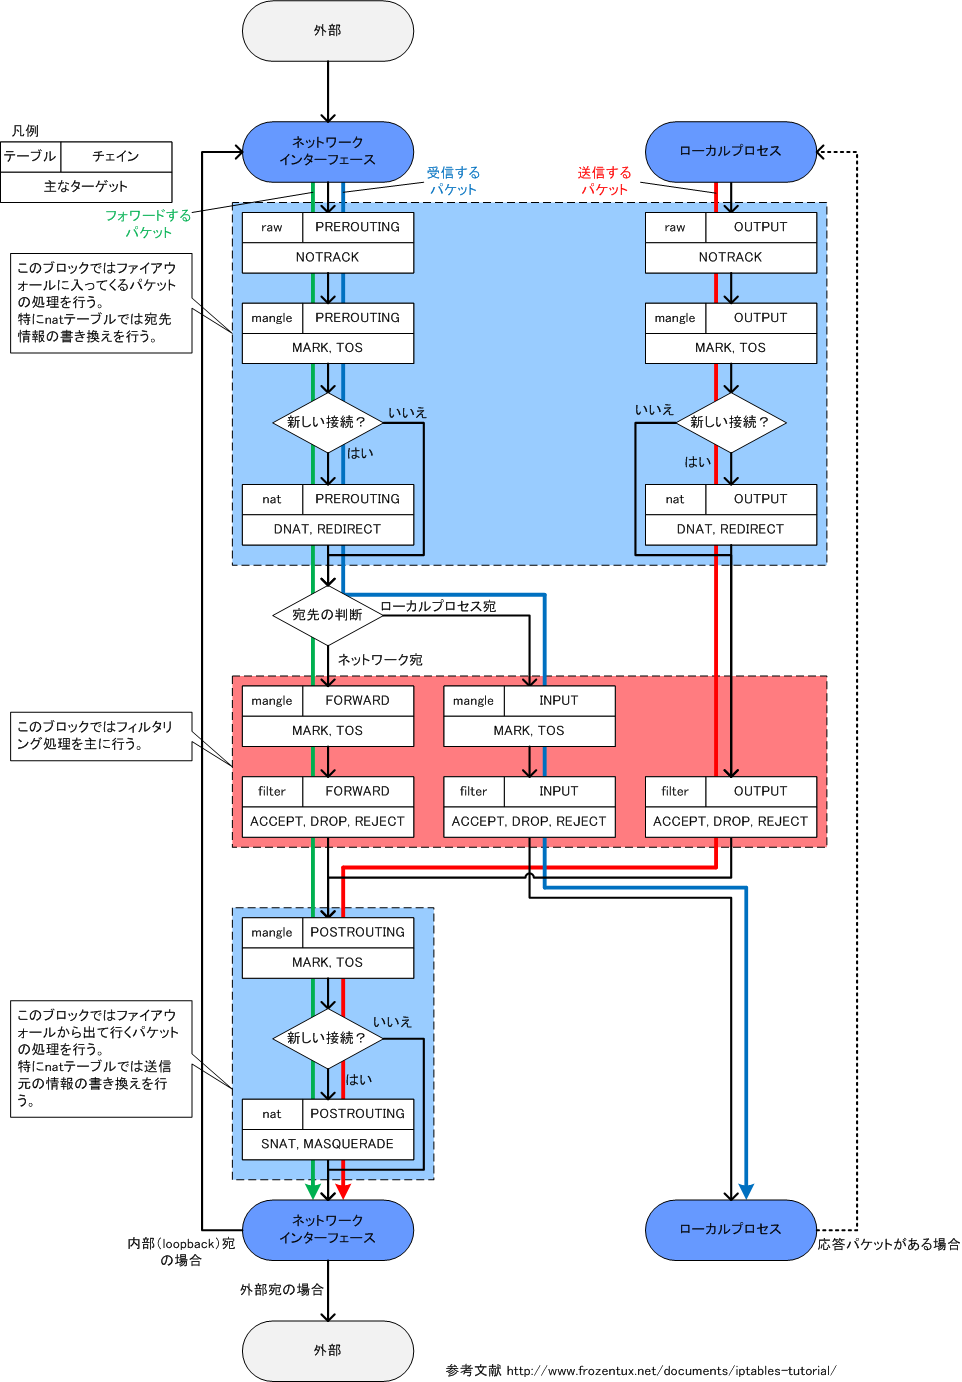 外部
凡例
テーブル
チェイン
主なターゲット
ネットワーク
インターフェース
ローカルプロセス
フォワードする
パケット
受信する
パケット
送信する
パケット
raw
PREROUTING
NOTRACK
raw
OUTPUT
NOTRACK
このブロックではファイアウ
ォールに入ってくるパケット
の処理を行う。
特にnatテーブルでは宛先
情報の書き換えを行う。
mangle
PREROUTING
MARK, TOS
mangle
OUTPUT
MARK, TOS
新しい接続？
いいえ
はい
新しい接続？
いいえ
はい
nat
PREROUTING
DNAT, REDIRECT
nat
OUTPUT
DNAT, REDIRECT
宛先の判断
ローカルプロセス宛
ネットワーク宛
このブロックではフィルタリ
ング処理を主に行う。
mangle
FORWARD
MARK, TOS
mangle
INPUT
MARK, TOS
filter
FORWARD
ACCEPT, DROP, REJECT
filter
INPUT
ACCEPT, DROP, REJECT
filter
OUTPUT
ACCEPT, DROP, REJECT
mangle
POSTROUTING
MARK, TOS
このブロックではファイアウ
ォールから出て行くパケット
の処理を行う。
特にnatテーブルでは送信
元の情報の書き換えを行
う。
新しい接続？
いいえ
はい
nat
POSTROUTING
SNAT, MASQUERADE
ネットワーク
インターフェース
ローカルプロセス
内部（loopback）宛
の場合
応答パケットがある場合
外部宛の場合
外部
参考文献 http://www.frozentux.net/documents/iptables-tutorial/